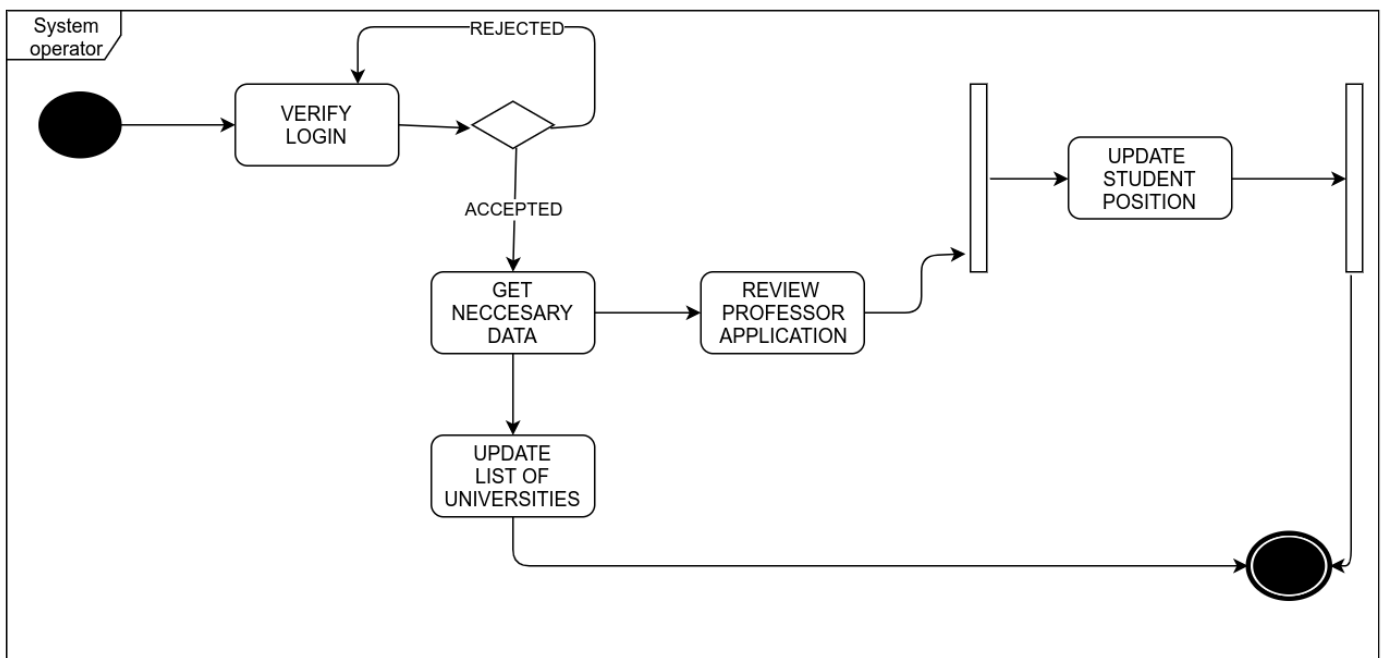 System
operator
REJECTED
VERIFY
LOGIN
UPDATE
STUDENT
POSITION
ACCEPTED
GET
NECCESARY
DATA
REVIEW
PROFESSOR
APPLICATION
UPDATE
LIST OF
UNIVERSITIES